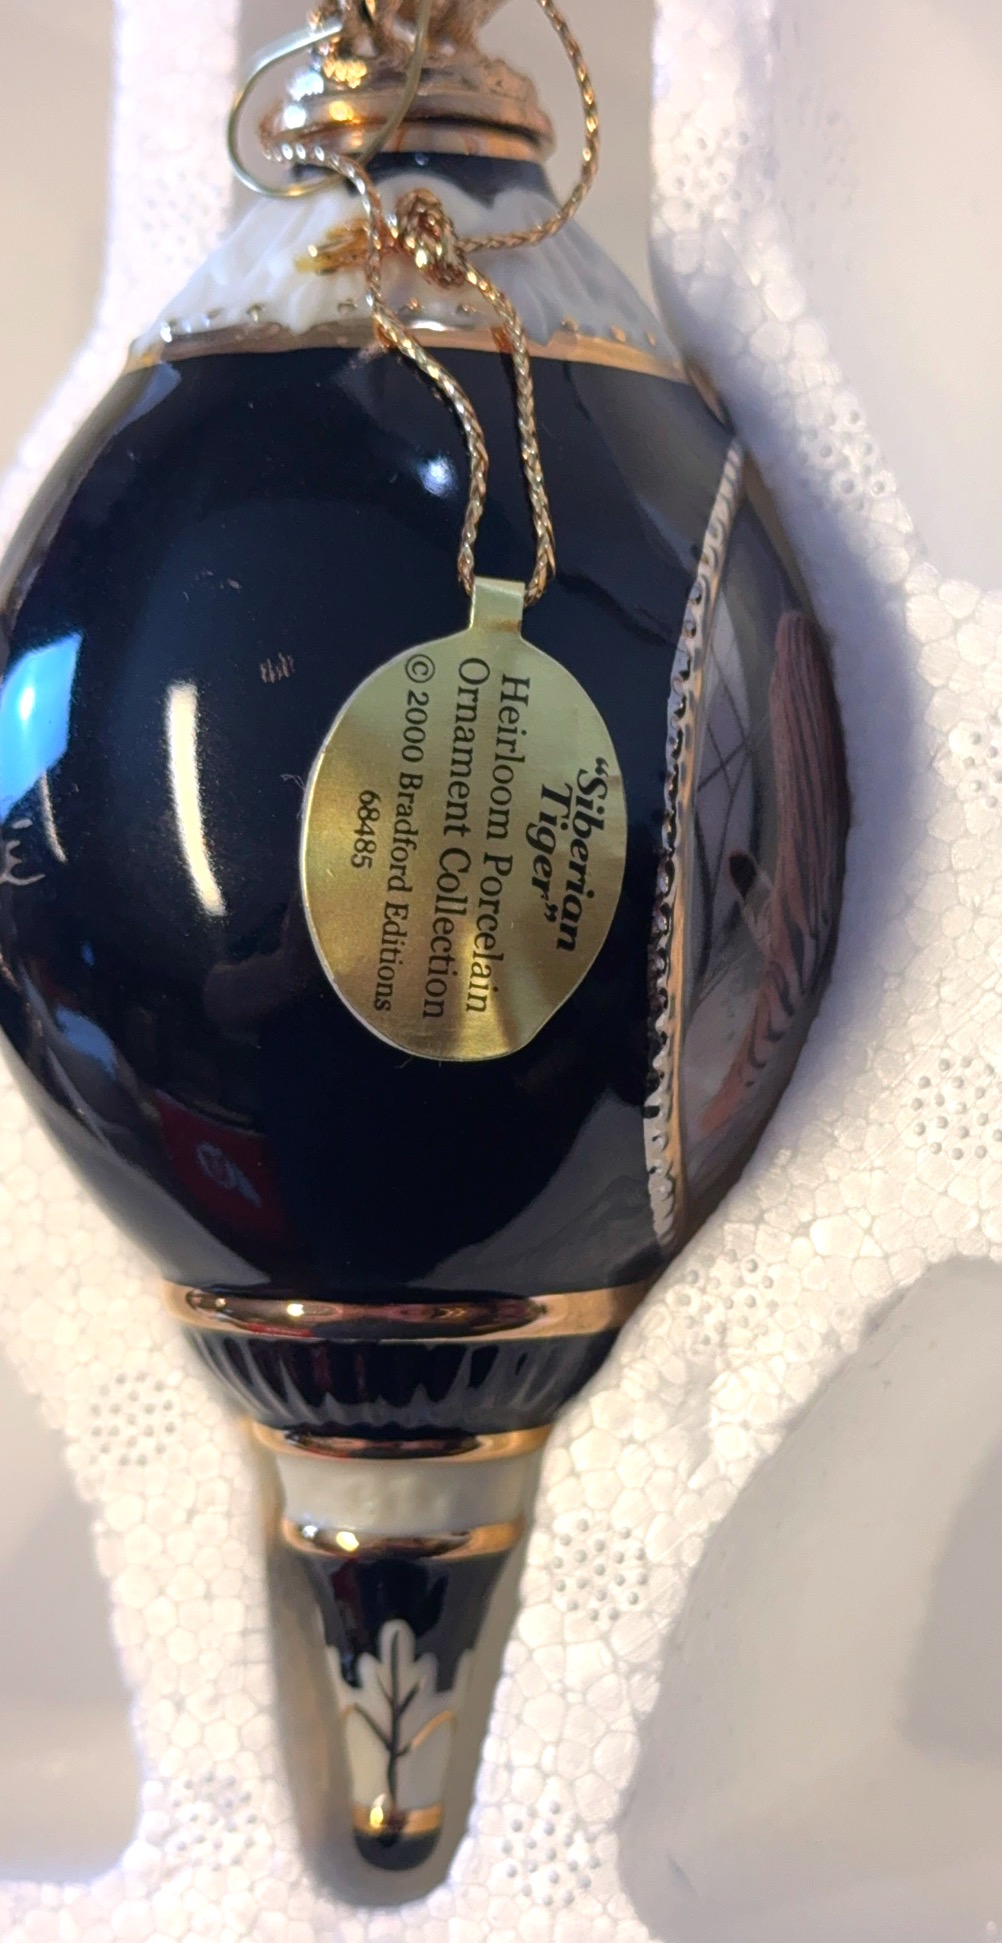 “Siberian
Tiger”
Heirloom Porcelain
Ornament Collection
© 2000 Bradford Editions
68485